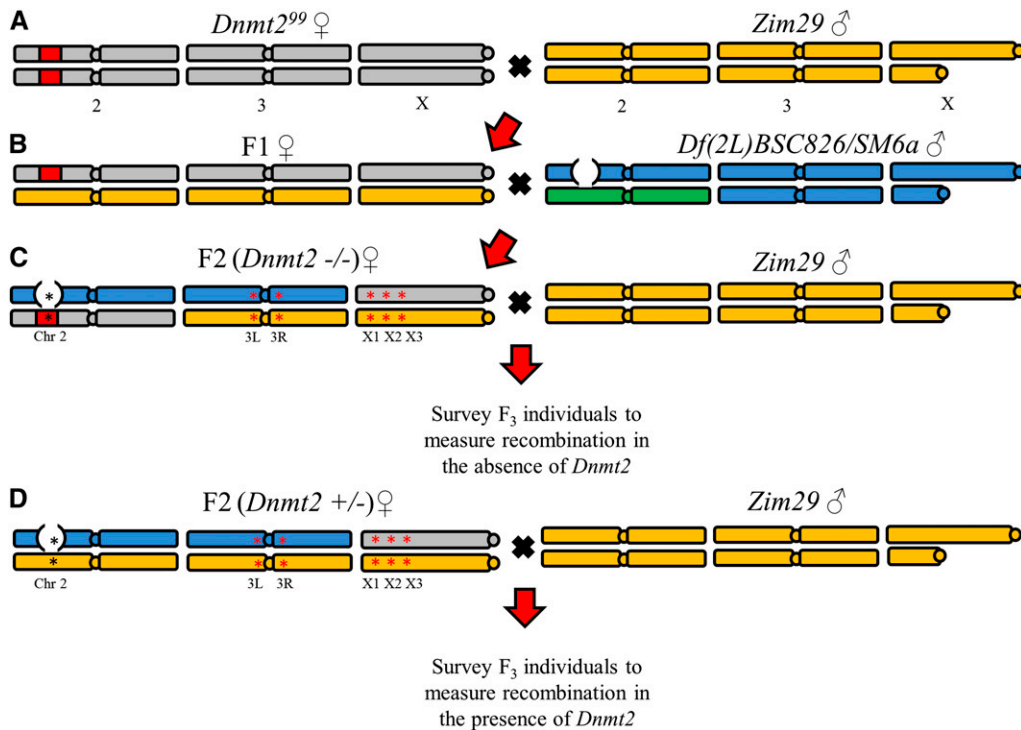 A
Dnmt2⁹⁹ ♀
Zim29 ♂
2
3
X
2
3
X
B
F1 ♀
Df(2L)BSC826/SM6a ♂
C
F2 (Dnmt2 -/-)♀
Zim29 ♂
* * * * * *
* * * * * *
Chr 2
3L 3R
X1 X2 X3
Survey F₃ individuals to
measure recombination in
the absence of Dnmt2
D
F2 (Dnmt2 +/-)♀
Zim29 ♂
* * * * * *
* * * * * *
Chr 2
3L 3R
X1 X2 X3
Survey F₃ individuals to
measure recombination in
the presence of Dnmt2